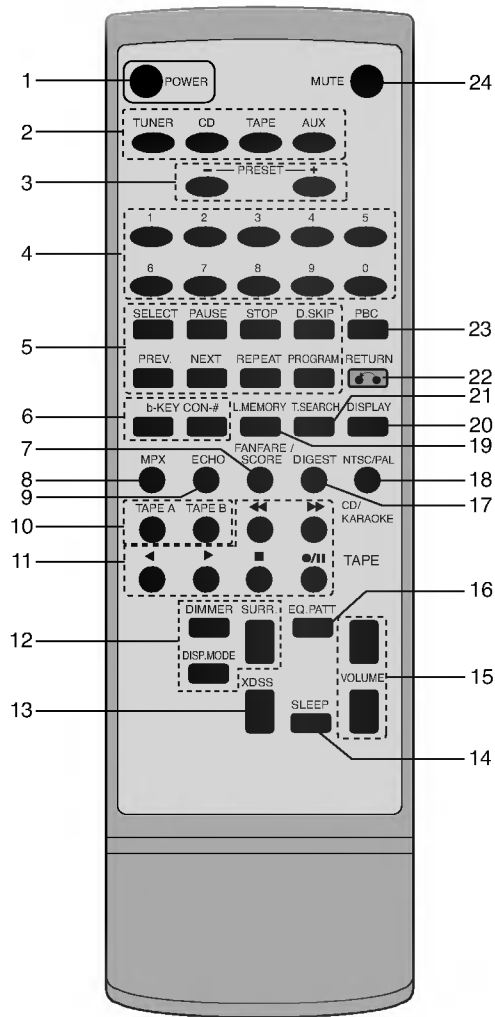 1 POWER MUTE 24
TUNER CD TAPE AUX
2
3 − PRESET +
1 2 3 4 5
4
6 7 8 9 0
SELECT PAUSE STOP D.SKIP PBC
5 23
PREV. NEXT REPEAT PROGRAM RETURN
22
21
6 b-KEY CON-# L.MEMORY T.SEARCH DISPLAY
20
19
7 FANFARE /
8 MPX ECHO SCORE DIGEST NTSC/PAL 18
9 17
10 TAPE A TAPE B ◀◀ ▶▶ CD/
KARAOKE
11 ◀ ▶ ■ ●/II TAPE
16
12 DIMMER SURR. EQ.PATT
DISP.MODE VOLUME 15
XDSS
13 SLEEP
14